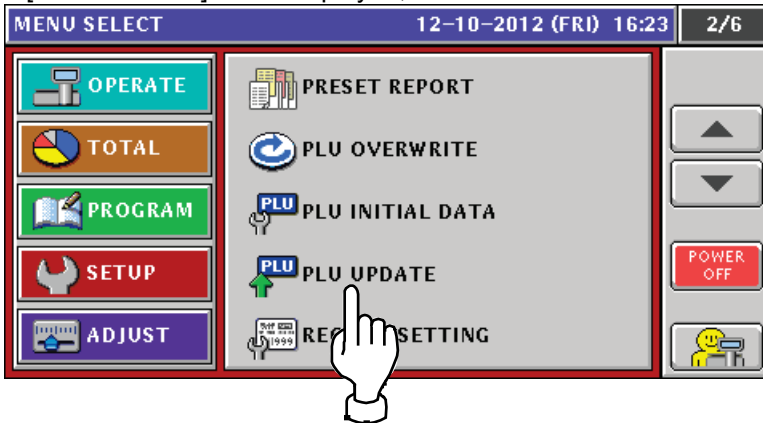 MENU SELECT 12-10-2012 (FRI) 16:23 2/6
OPERATE
TOTAL
PROGRAM
SETUP
ADJUST
PRESET REPORT
PLU OVERWRITE
PLU PLU INITIAL DATA
PLU PLU UPDATE
1999 SETTING
POWER
OFF